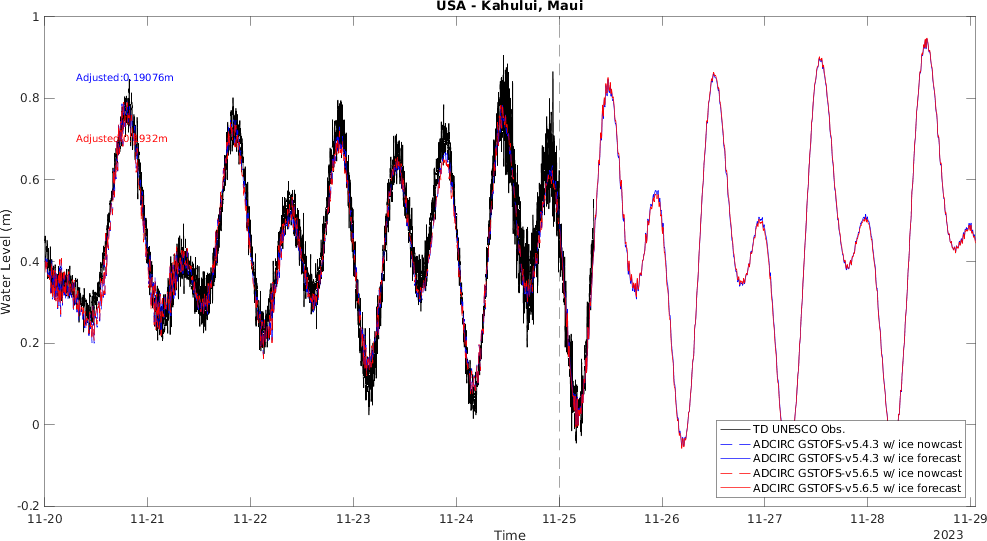 USA - Kahului, Maui
1
0.8
0.6
0.4
0.2
0
-0.2
Water Level (m)
Adjusted:0.19076m
11-20
11-21
11-22
11-23
11-24
11-25
11-26
11-27
11-28
11-29
Time
2023
TD UNESCO Obs.
ADCIRC GSTOFS-v5.4.3 w/ ice nowcast
ADCIRC GSTOFS-v5.4.3 w/ ice forecast
ADCIRC GSTOFS-v5.6.5 w/ ice nowcast
ADCIRC GSTOFS-v5.6.5 w/ ice forecast